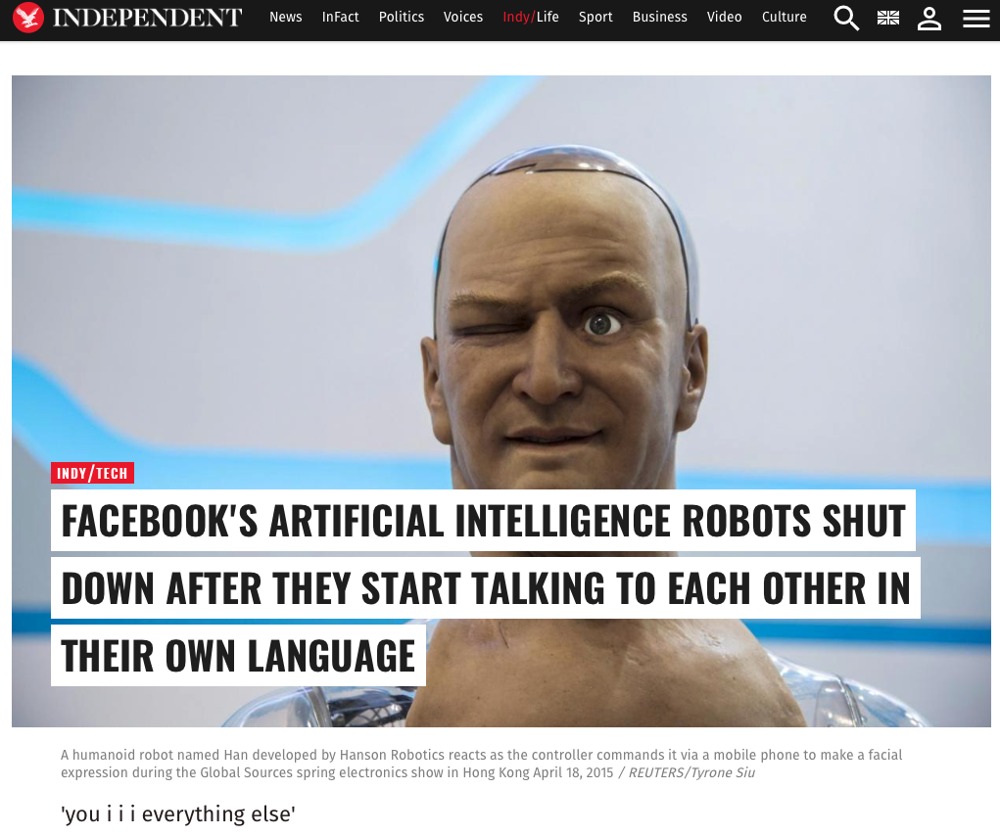 INDEPENDENT News InFact Politics Voices Indy/Life Sport Business Video Culture
INDY/TECH
FACEBOOK'S ARTIFICIAL INTELLIGENCE ROBOTS SHUT
DOWN AFTER THEY START TALKING TO EACH OTHER IN
THEIR OWN LANGUAGE
A humanoid robot named Han developed by Hanson Robotics reacts as the controller commands it via a mobile phone to make a facial
expression during the Global Sources spring electronics show in Hong Kong April 18, 2015 / REUTERS/Tyrone Siu
'you i i i everything else'